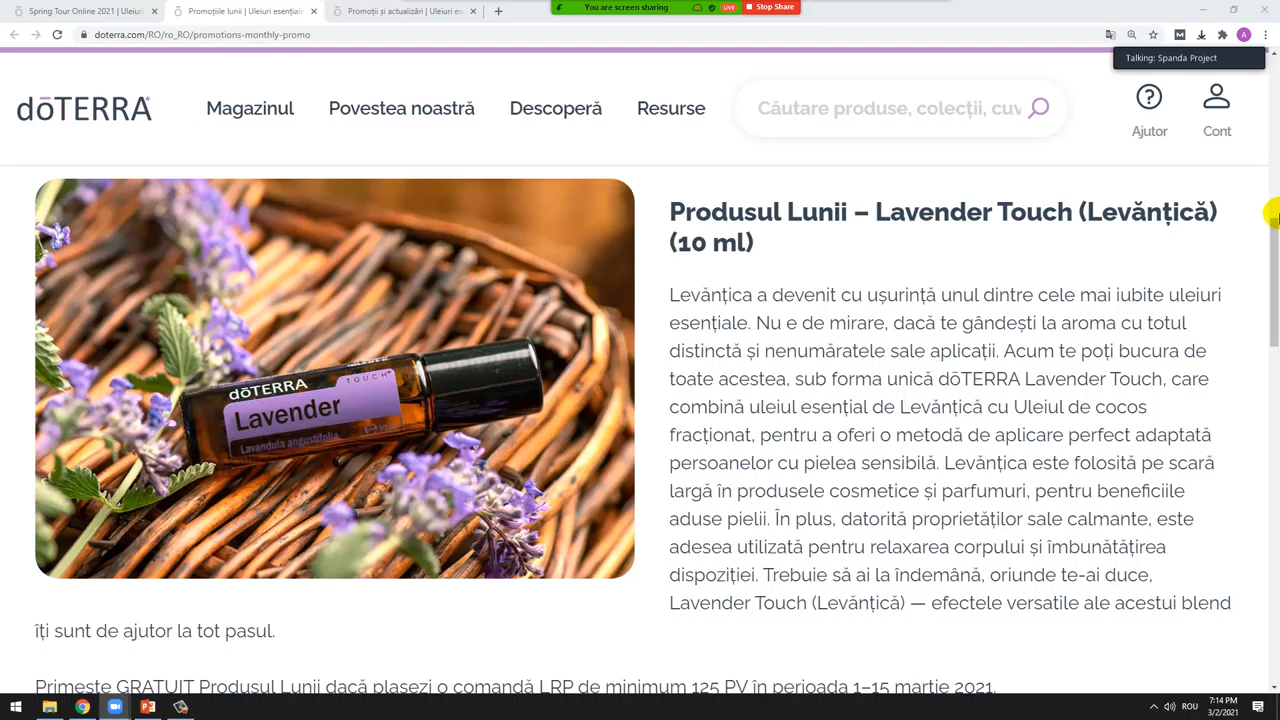 Spring Tour Online 2021 | Uleiuri
Promoțiile lunii | Uleiuri esențiale
Promoții și actualizări | Uleiuri es
You are screen sharing
LIVE
Stop Share
doterra.com/RO/ro_RO/promotions-monthly-promo
Talking: Spanda Project
dōTERRA
Magazinul
Povestea noastră
Descoperă
Resurse
Căutare produse, colecții, cuv
Ajutor
Cont
dōTERRA
TOUCH
Lavender
Lavandula angustifolia
Produsul Lunii – Lavender Touch (Levănțică)
(10 ml)
Levănțica a devenit cu ușurință unul dintre cele mai iubite uleiuri
esențiale. Nu e de mirare, dacă te gândești la aroma cu totul
distinctă și nenumăratele sale aplicații. Acum te poți bucura de
toate acestea, sub forma unică dōTERRA Lavender Touch, care
combină uleiul esențial de Levănțică cu Uleiul de cocos
fracționat, pentru a oferi o metodă de aplicare perfect adaptată
persoanelor cu pielea sensibilă. Levănțica este folosită pe scară
largă în produsele cosmetice și parfumuri, pentru beneficiile
aduse pielii. În plus, datorită proprietăților sale calmante, este
adesea utilizată pentru relaxarea corpului și îmbunătățirea
dispoziției. Trebuie să ai la îndemână, oriunde te-ai duce,
Lavender Touch (Levănțică) — efectele versatile ale acestui blend
îți sunt de ajutor la tot pasul.
Primește GRATUIT Produsul Lunii dacă plasezi o comandă LRP de minimum 125 PV în perioada 1–15 martie 2021.
ROU
7:14 PM
3/2/2021